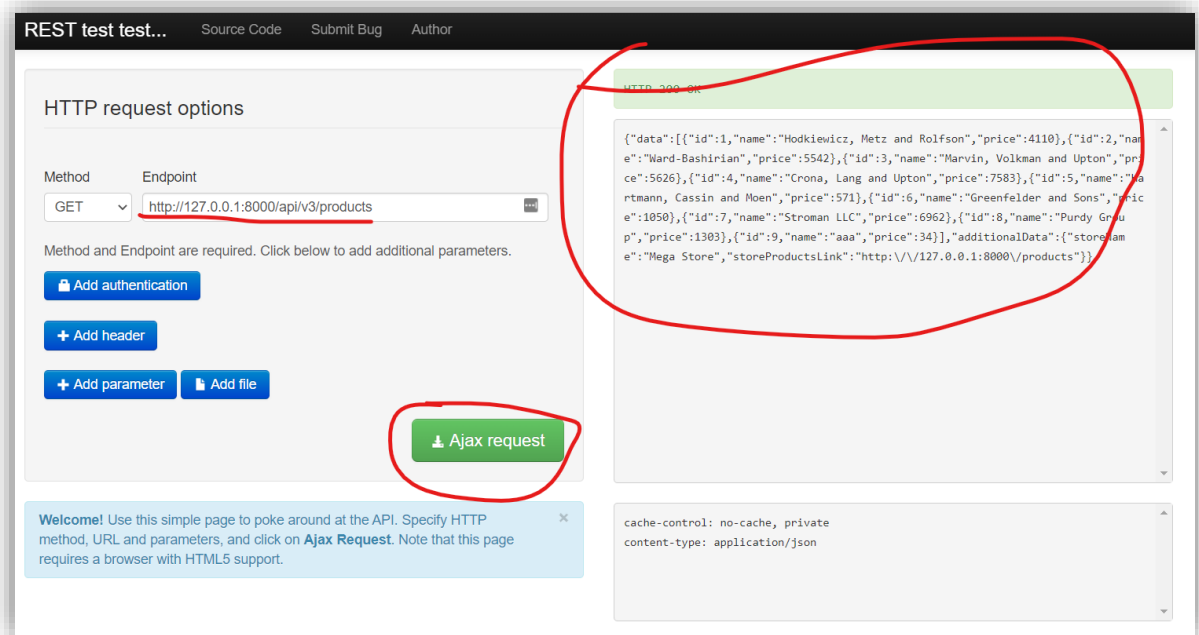 REST test test... Source Code Submit Bug Author
HTTP request options
Method Endpoint
GET http://127.0.0.1:8000/api/v3/products
Method and Endpoint are required. Click below to add additional parameters.
Add authentication
Add header
Add parameter Add file
Ajax request
Welcome! Use this simple page to poke around at the API. Specify HTTP
method, URL and parameters, and click on Ajax Request. Note that this page
requires a browser with HTML5 support.
×
HTTP 200 OK
{"data":[{"id":1,"name":"Hodkiewicz, Metz and Rolfson","price":4110},{"id":2,"nam
e":"Ward-Bashirian","price":5542},{"id":3,"name":"Marvin, Volkman and Upton","pri
ce":5626},{"id":4,"name":"Crona, Lang and Upton","price":7583},{"id":5,"name":"Ha
rtmann, Cassin and Moen","price":571},{"id":6,"name":"Greenfelder and Sons","pric
e":1050},{"id":7,"name":"Stroman LLC","price":6962},{"id":8,"name":"Purdy Grou
p","price":1303},{"id":9,"name":"aaa","price":34}],"additionalData":{"storeNam
e":"Mega Store","storeProductsLink":"http:\/\/127.0.0.1:8000\/products"}}
cache-control: no-cache, private
content-type: application/json